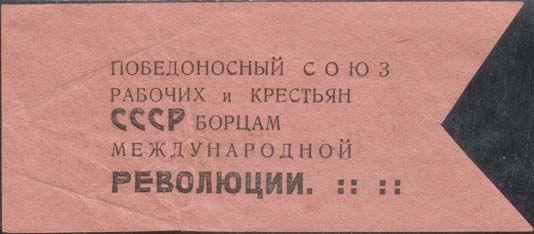 ПОБЕДОНОСНЫЙ СОЮЗ
РАБОЧИХ и КРЕСТЬЯН
СССР БОРЦАМ
МЕЖДУНАРОДНОЙ
РЕВОЛЮЦИИ. :: ::